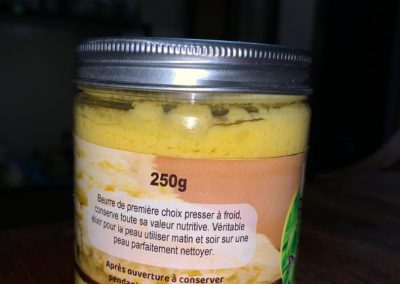 250g
Beurre de première choix presser à froid,
conserve toute sa valeur nutritive. Véritable
élixir pour la peau utiliser matin et soir sur une
peau parfaitement nettoyer.
Après ouverture à conserver